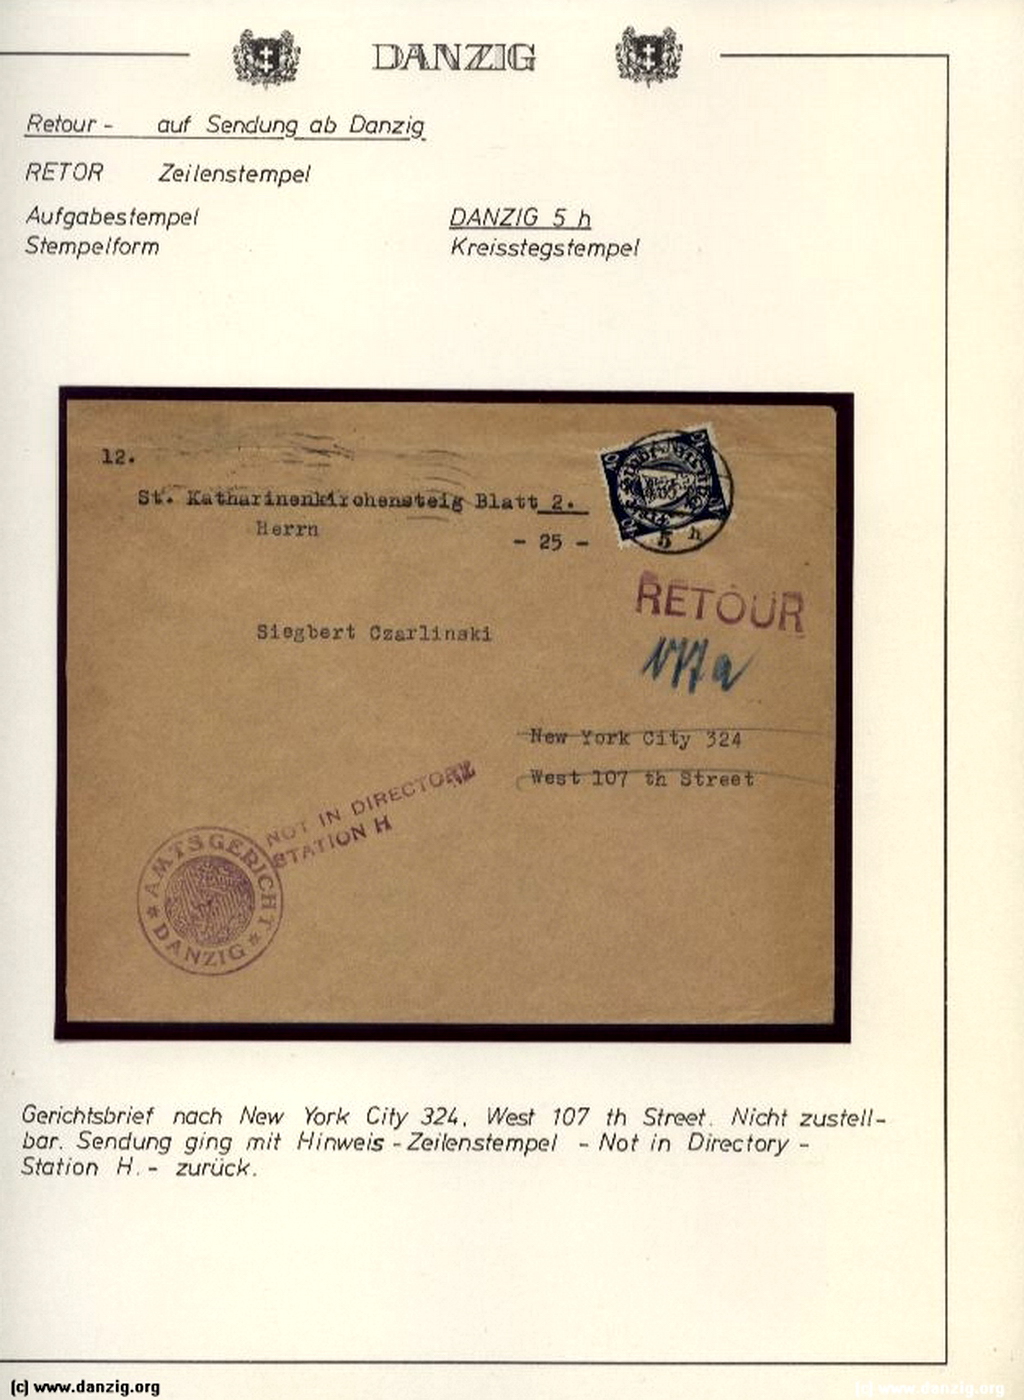 DANZIG
Retour - auf Sendung ab Danzig
RETOR Zeilenstempel
Aufgabestempel DANZIG 5 h
Stempelform Kreisstegstempel
12.
St. Katharinenkirchensteig Blatt 2.
Herrn
- 25 -
5 h
RETOUR
Siegbert Czarlinski
New York City 324
West 107 th Street
NOT IN DIRECTORY
STATION H
AMTSGERICHT
* DANZIG *
Gerichtsbrief nach New York City 324, West 107 th Street. Nicht zustell-
bar. Sendung ging mit Hinweis - Zeilenstempel - Not in Directory -
Station H. - zurück.
(c) www.danzig.org
(c) www.danzig.org